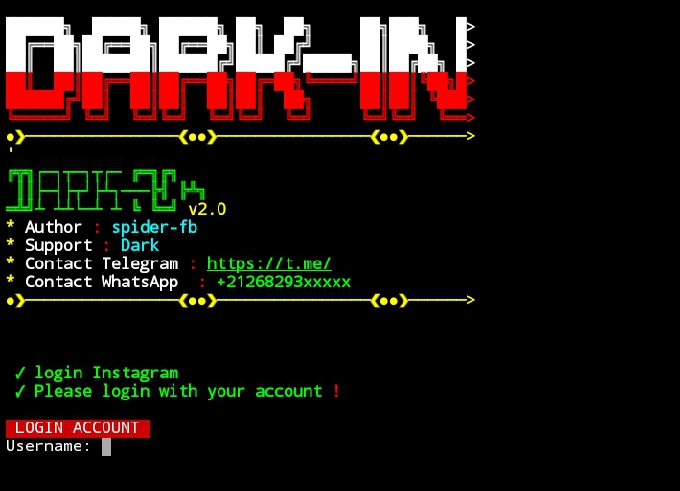 DARK-IN
DARK-FB
v2.0
* Author : spider-fb
* Support : Dark
* Contact Telegram : https://t.me/
* Contact WhatsApp : +21268293xxxxx
✓ login Instagram
✓ Please login with your account !
LOGIN ACCOUNT
Username: